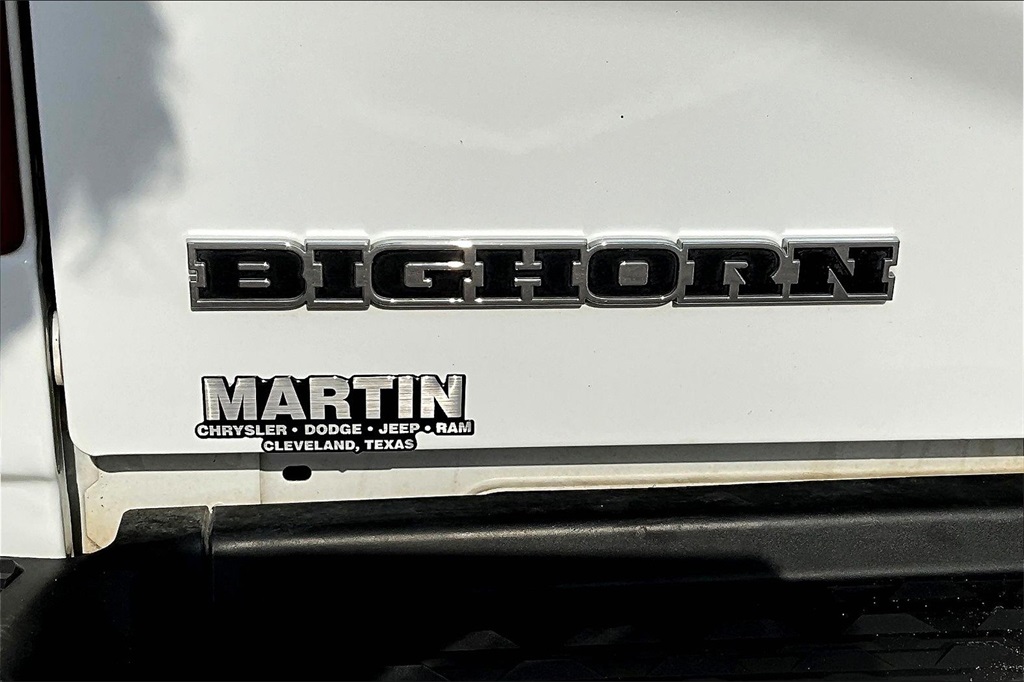 BIGHORN
MARTIN
CHRYSLER • DODGE • JEEP • RAM
CLEVELAND, TEXAS